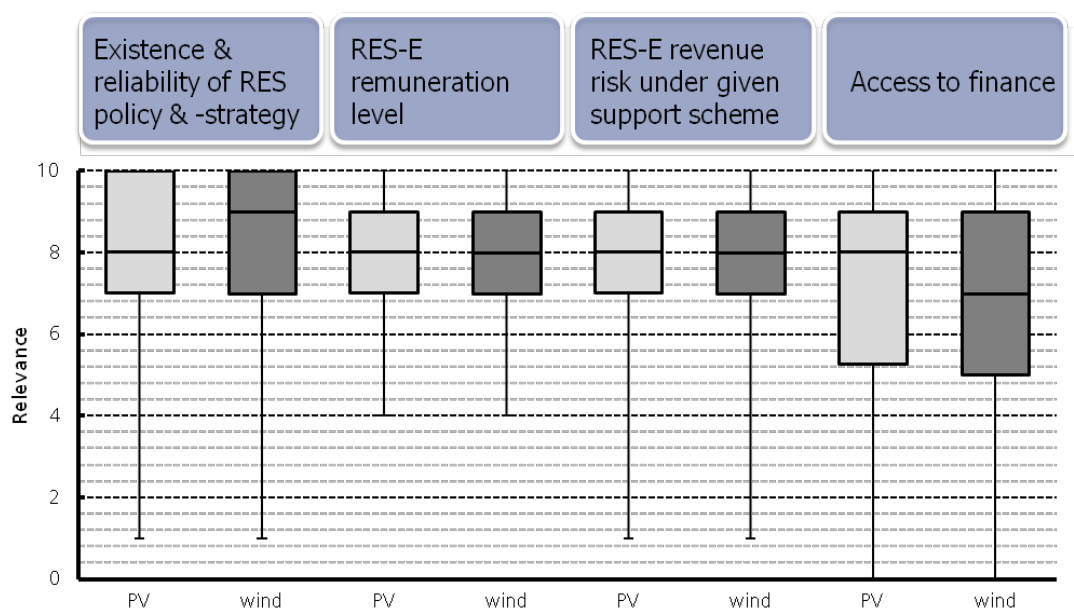 Existence &
reliability of RES
policy & -strategy
RES-E
remuneration
level
RES-E revenue
risk under given
support scheme
Access to finance
10
8
6
4
2
0
Relevance
PV
wind
PV
wind
PV
wind
PV
wind